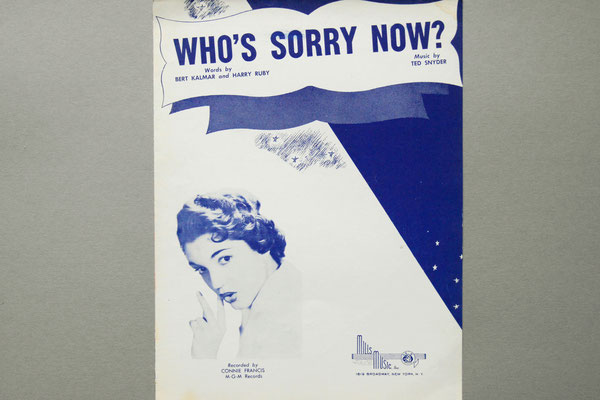 WHO'S SORRY NOW?
Words by
BERT KALMAR and HARRY RUBY
Music by
TED SNYDER
Recorded by
CONNIE FRANCIS
M-G-M Records
MILLS
MUSIC, Inc.
1619 BROADWAY, NEW YORK, N. Y.